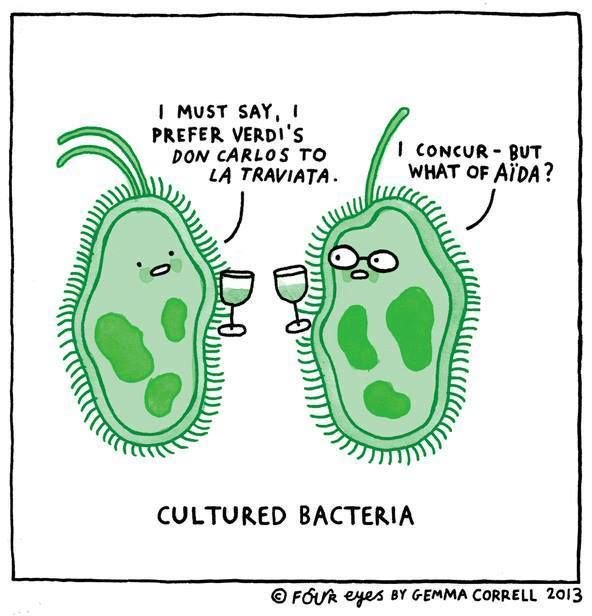 I MUST SAY, I
PREFER VERDI'S
DON CARLOS TO
LA TRAVIATA.
I CONCUR - BUT
WHAT OF AÏDA?
CULTURED BACTERIA
© FOUR eyes BY GEMMA CORRELL 2013